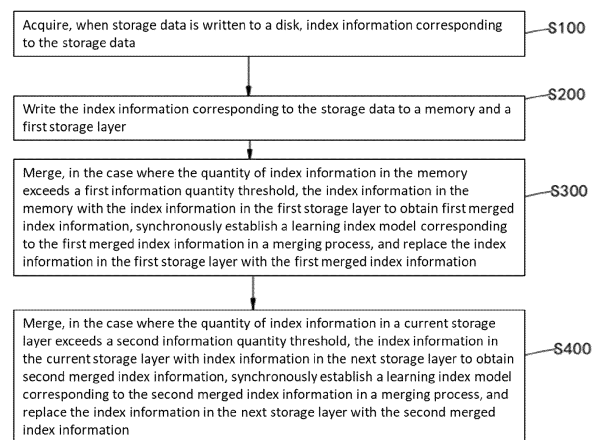 Acquire, when storage data is written to a disk, index information corresponding
to the storage data
S100
Write the index information corresponding to the storage data to a memory and a
first storage layer
S200
Merge, in the case where the quantity of index information in the memory
exceeds a first information quantity threshold, the index information in the
memory with the index information in the first storage layer to obtain first merged
index information, synchronously establish a learning index model corresponding
to the first merged index information in a merging process, and replace the index
information in the first storage layer with the first merged index information
S300
Merge, in the case where the quantity of index information in a current storage
layer exceeds a second information quantity threshold, the index information in
the current storage layer with index information in the next storage layer to obtain
second merged index information, synchronously establish a learning index model
corresponding to the second merged index information in a merging process, and
replace the index information in the next storage layer with the second merged
index information
S400